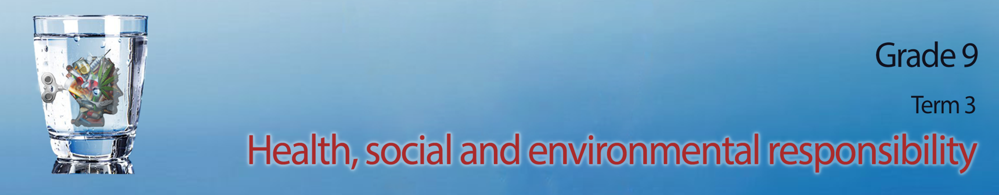 Grade 9
Term 3
Health, social and environmental responsibility